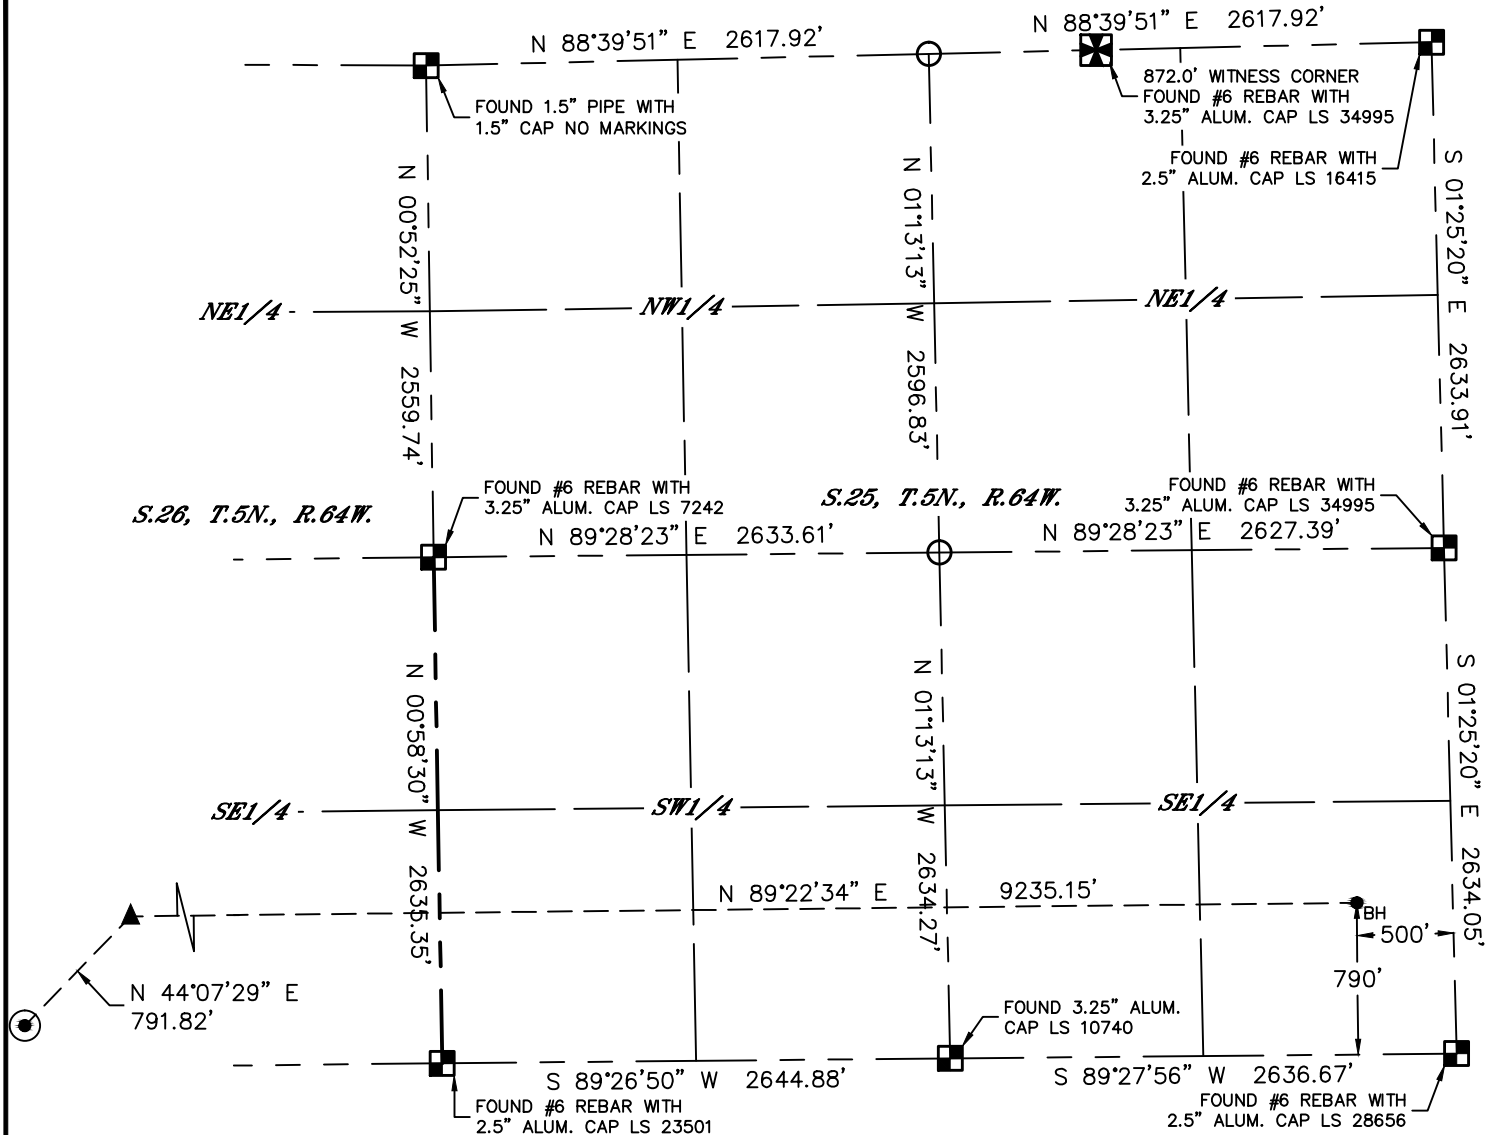 N 88°39'51" E 2617.92'
N 88°39'51" E 2617.92'
FOUND 1.5" PIPE WITH
1.5" CAP NO MARKINGS
872.0' WITNESS CORNER
FOUND #6 REBAR WITH
3.25" ALUM. CAP LS 34995
FOUND #6 REBAR WITH
2.5" ALUM. CAP LS 16415
N 00°52'25" W 2559.74'
N 01°13'13" W 2596.83'
S 01°25'20" E 2633.91'
NE1/4
NW1/4
NE1/4
S.26, T.5N., R.64W.
FOUND #6 REBAR WITH
3.25" ALUM. CAP LS 7242
S.25, T.5N., R.64W.
FOUND #6 REBAR WITH
3.25" ALUM. CAP LS 34995
N 89°28'23" E 2633.61'
N 89°28'23" E 2627.39'
N 00°58'30" W 2635.35'
N 01°13'13" W 2634.27'
S 01°25'20" E 2634.05'
SE1/4
SW1/4
SE1/4
N 89°22'34" E 9235.15'
BH
500'
790'
N 44°07'29" E
791.82'
FOUND 3.25" ALUM.
CAP LS 10740
S 89°26'50" W 2644.88'
S 89°27'56" W 2636.67'
FOUND #6 REBAR WITH
2.5" ALUM. CAP LS 23501
FOUND #6 REBAR WITH
2.5" ALUM. CAP LS 28656